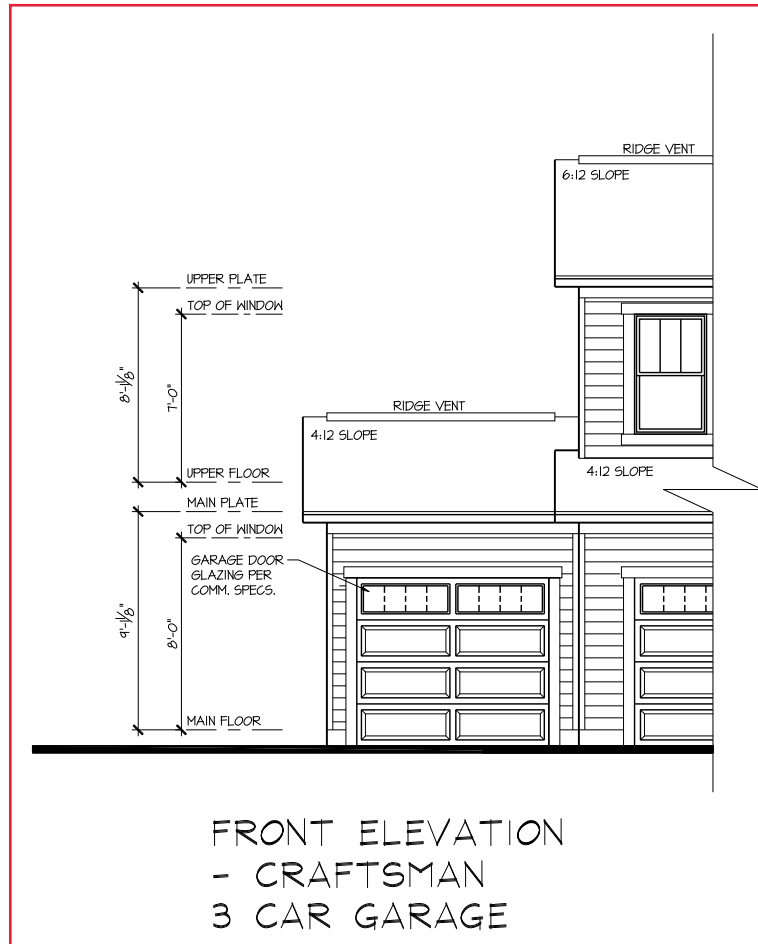 RIDGE VENT
6:12 SLOPE
UPPER PLATE
TOP OF WINDOW
8'-1⅛"
7'-0"
RIDGE VENT
4:12 SLOPE
UPPER FLOOR
4:12 SLOPE
MAIN PLATE
TOP OF WINDOW
GARAGE DOOR
GLAZING PER
COMM. SPECS.
9'-1⅛"
8'-0"
MAIN FLOOR
FRONT ELEVATION
- CRAFTSMAN
3 CAR GARAGE